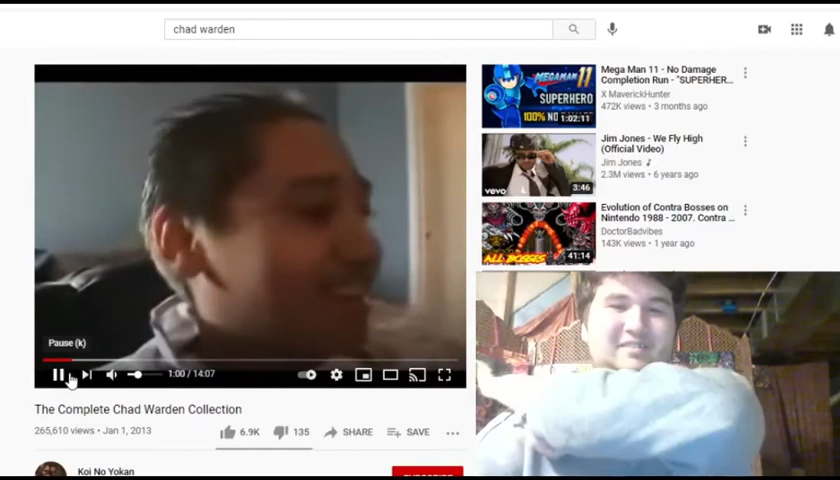 chad warden
Pause (k)
1:00 / 14:07
The Complete Chad Warden Collection
265,610 views • Jan 1, 2013
6.9K
135
SHARE
SAVE
Koi No Yokan
MEGAMAN 11
SUPERHERO
100% NO
1:02:11
Mega Man 11 - No Damage
Completion Run - "SUPERHER...
X MaverickHunter
472K views • 3 months ago
vevo
3:46
Jim Jones - We Fly High
(Official Video)
Jim Jones
2.3M views • 6 years ago
ALL BOSSES
41:14
Evolution of Contra Bosses on
Nintendo 1988 - 2007. Contra ...
DoctorBadvibes
143K views • 1 year ago